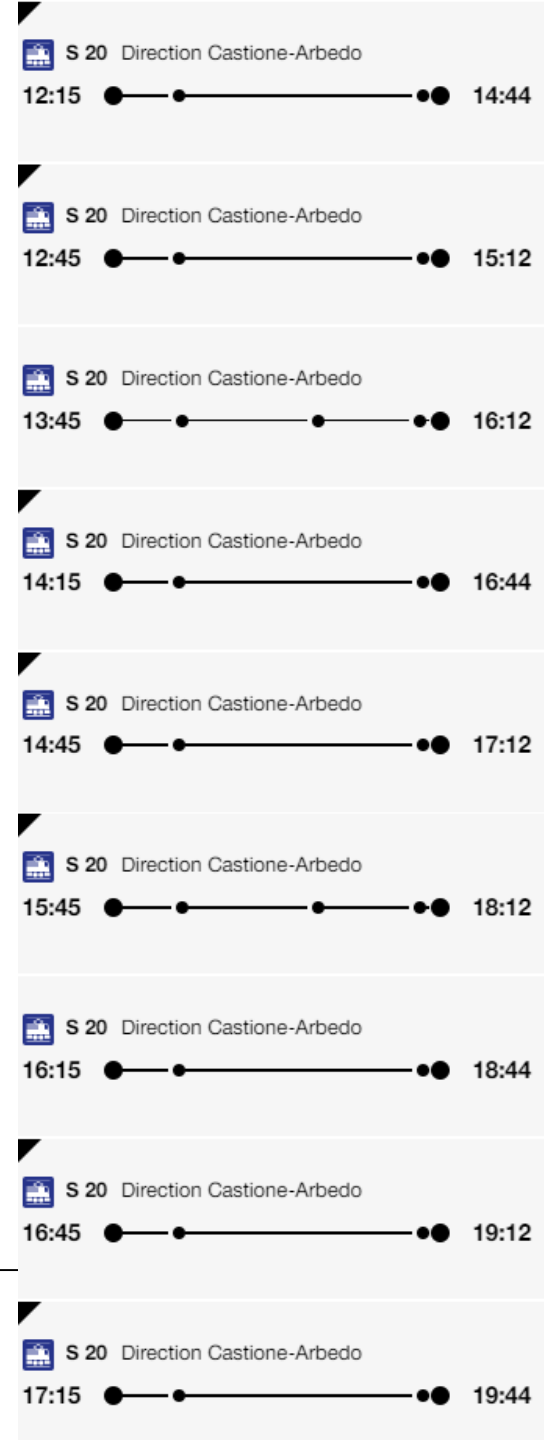 S 20 Direction Castione-Arbedo
12:15 14:44
S 20 Direction Castione-Arbedo
12:45 15:12
S 20 Direction Castione-Arbedo
13:45 16:12
S 20 Direction Castione-Arbedo
14:15 16:44
S 20 Direction Castione-Arbedo
14:45 17:12
S 20 Direction Castione-Arbedo
15:45 18:12
S 20 Direction Castione-Arbedo
16:15 18:44
S 20 Direction Castione-Arbedo
16:45 19:12
S 20 Direction Castione-Arbedo
17:15 19:44